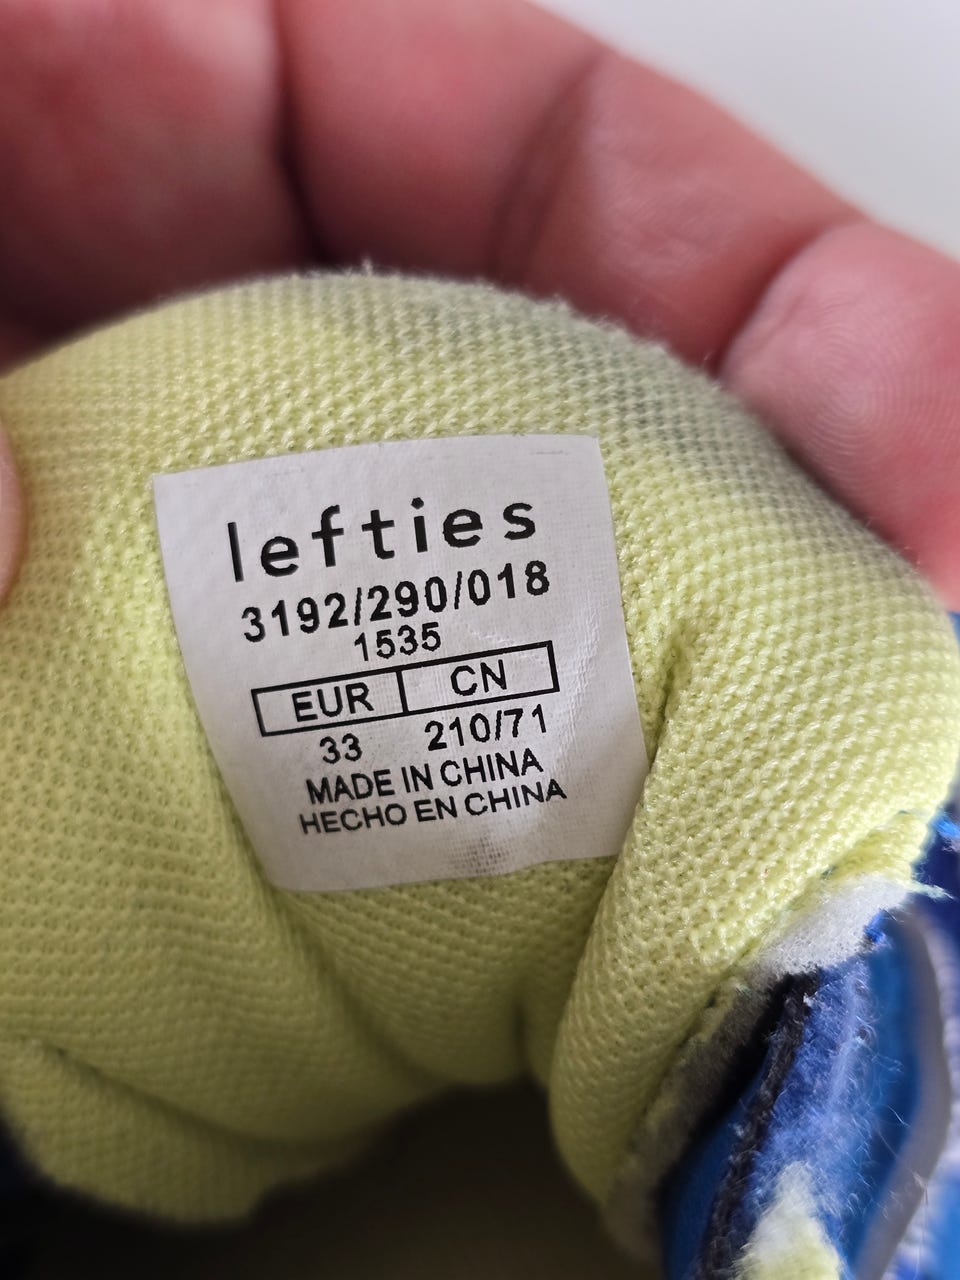 lefties
3192/290/018
1535
EUR CN
33 210/71
MADE IN CHINA
HECHO EN CHINA